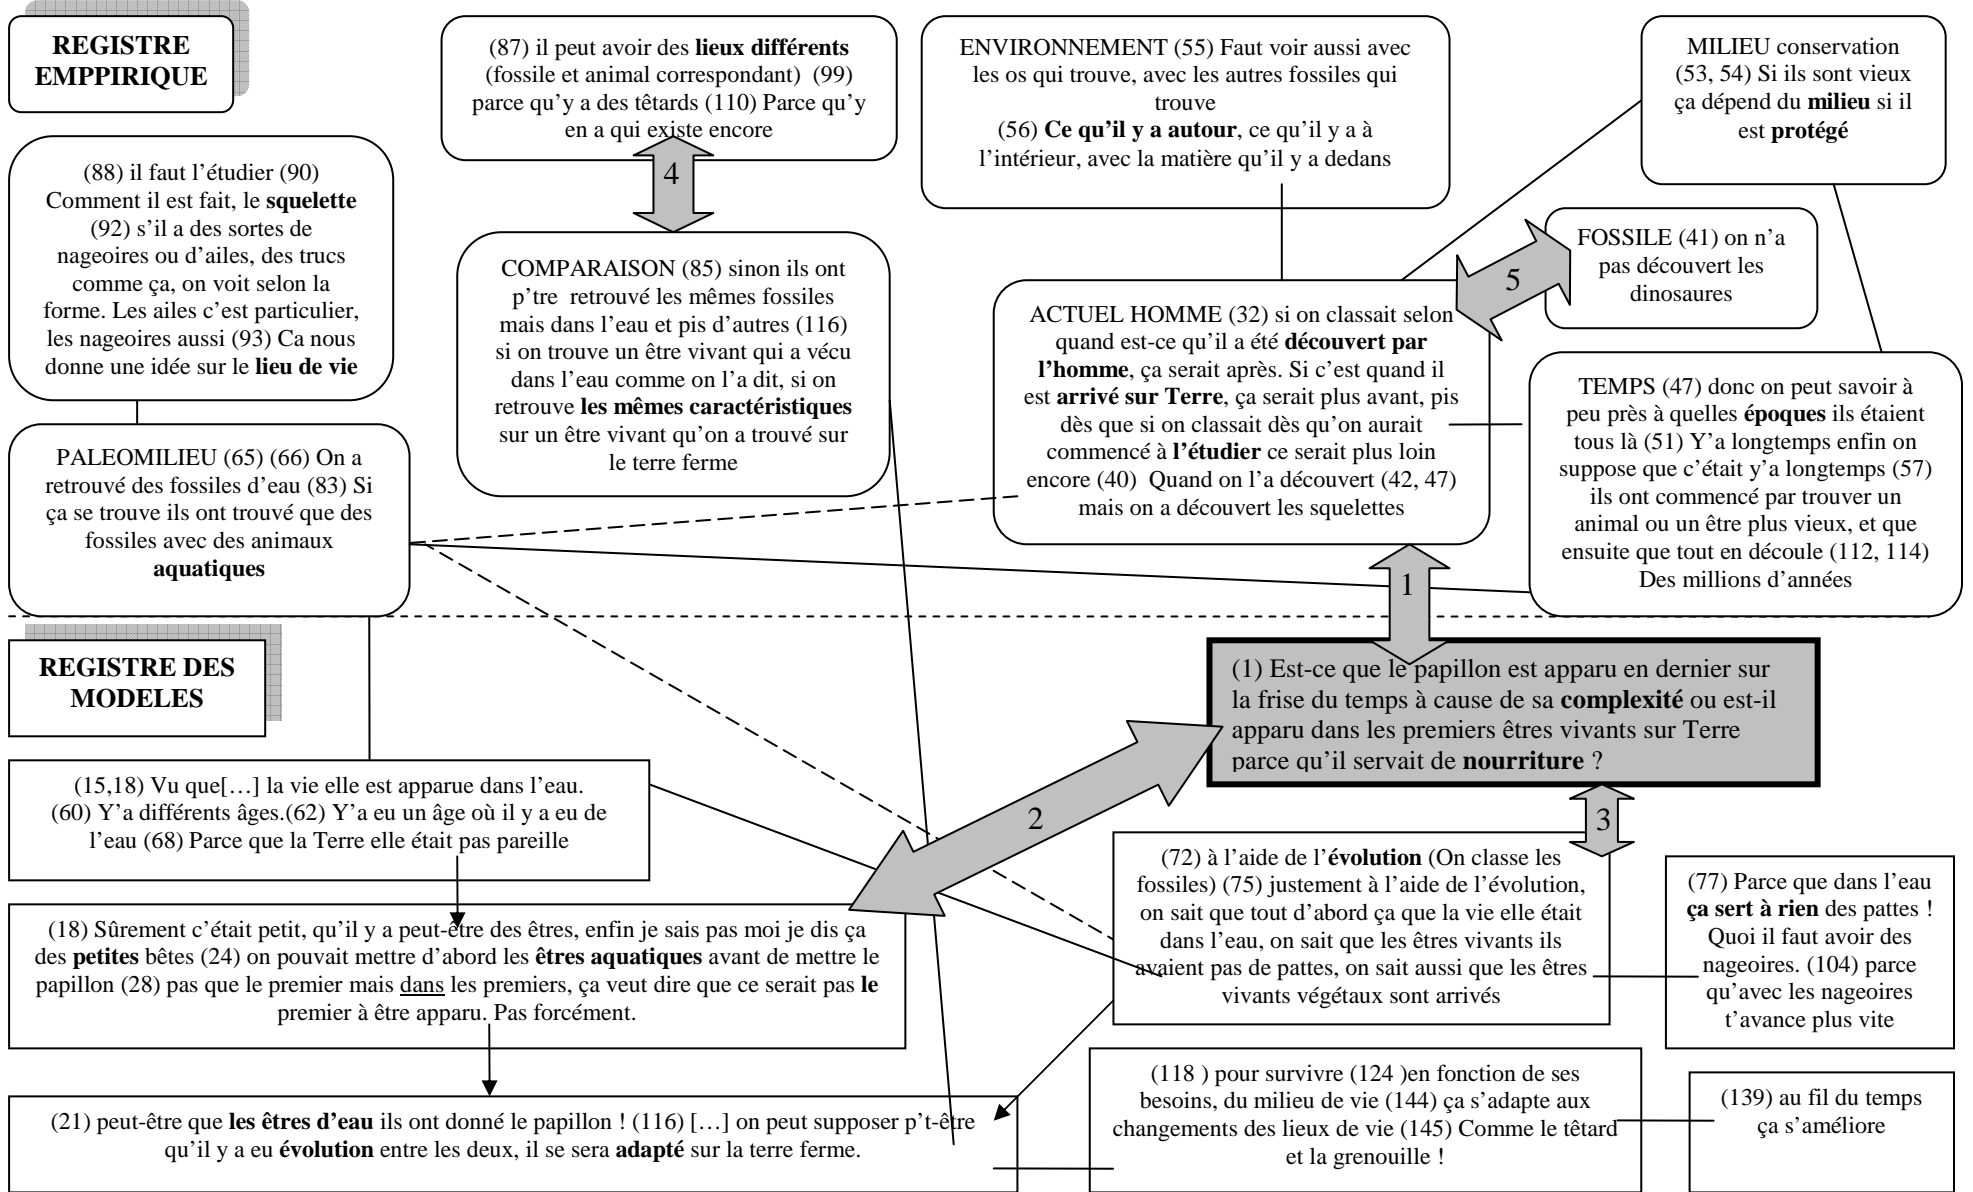 REGISTRE
EMPPIRIQUE
(87) il peut avoir des lieux différents
(fossile et animal correspondant) (99)
parce qu'y a des têtards (110) Parce qu'y
en a qui existe encore
ENVIRONNEMENT (55) Faut voir aussi avec
les os qui trouve, avec les autres fossiles qui
trouve
(56) Ce qu'il y a autour, ce qu'il y a à
l'intérieur, avec la matière qu'il y a dedans
MILIEU conservation
(53, 54) Si ils sont vieux
ça dépend du milieu si il
est protégé
(88) il faut l'étudier (90)
Comment il est fait, le squelette
(92) s'il a des sortes de
nageoires ou d'ailes, des trucs
comme ça, on voit selon la
forme. Les ailes c'est particulier,
les nageoires aussi (93) Ca nous
donne une idée sur le lieu de vie
4
COMPARAISON (85) sinon ils ont
p'tre retrouvé les mêmes fossiles
mais dans l'eau et pis d'autres (116)
si on trouve un être vivant qui a vécu
dans l'eau comme on l'a dit, si on
retrouve les mêmes caractéristiques
sur un être vivant qu'on a trouvé sur
le terre ferme
5
FOSSILE (41) on n'a
pas découvert les
dinosaures
ACTUEL HOMME (32) si on classait selon
quand est-ce qu'il a été découvert par
l'homme, ça serait après. Si c'est quand il
est arrivé sur Terre, ça serait plus avant, pis
dès que si on classait dès qu'on aurait
commencé à l'étudier ce serait plus loin
encore (40) Quand on l'a découvert (42, 47)
mais on a découvert les squelettes
TEMPS (47) donc on peut savoir à
peu près à quelles époques ils étaient
tous là (51) Y'a longtemps enfin on
suppose que c'était y'a longtemps (57)
ils ont commencé par trouver un
animal ou un être plus vieux, et que
ensuite que tout en découle (112, 114)
Des millions d'années
PALEOMILIEU (65) (66) On a
retrouvé des fossiles d'eau (83) Si
ça se trouve ils ont trouvé que des
fossiles avec des animaux
aquatiques
1
REGISTRE DES
MODELES
(1) Est-ce que le papillon est apparu en dernier sur
la frise du temps à cause de sa complexité ou est-il
apparu dans les premiers êtres vivants sur Terre
parce qu'il servait de nourriture ?
(15,18) Vu que[…] la vie elle est apparue dans l'eau.
(60) Y'a différents âges.(62) Y'a eu un âge où il y a eu de
l'eau (68) Parce que la Terre elle était pas pareille
2
3
(72) à l'aide de l'évolution (On classe les
fossiles) (75) justement à l'aide de l'évolution,
on sait que tout d'abord ça que la vie elle était
dans l'eau, on sait que les êtres vivants ils
avaient pas de pattes, on sait aussi que les êtres
vivants végétaux sont arrivés
(77) Parce que dans l'eau
ça sert à rien des pattes !
Quoi il faut avoir des
nageoires. (104) parce
qu'avec les nageoires
t'avance plus vite
(18) Sûrement c'était petit, qu'il y a peut-être des êtres, enfin je sais pas moi je dis ça
des petites bêtes (24) on pouvait mettre d'abord les êtres aquatiques avant de mettre le
papillon (28) pas que le premier mais dans les premiers, ça veut dire que ce serait pas le
premier à être apparu. Pas forcément.
(118 ) pour survivre (124 )en fonction de ses
besoins, du milieu de vie (144) ça s'adapte aux
changements des lieux de vie (145) Comme le têtard
et la grenouille !
(139) au fil du temps
ça s'améliore
(21) peut-être que les êtres d'eau ils ont donné le papillon ! (116) […] on peut supposer p't-être
qu'il y a eu évolution entre les deux, il se sera adapté sur la terre ferme.